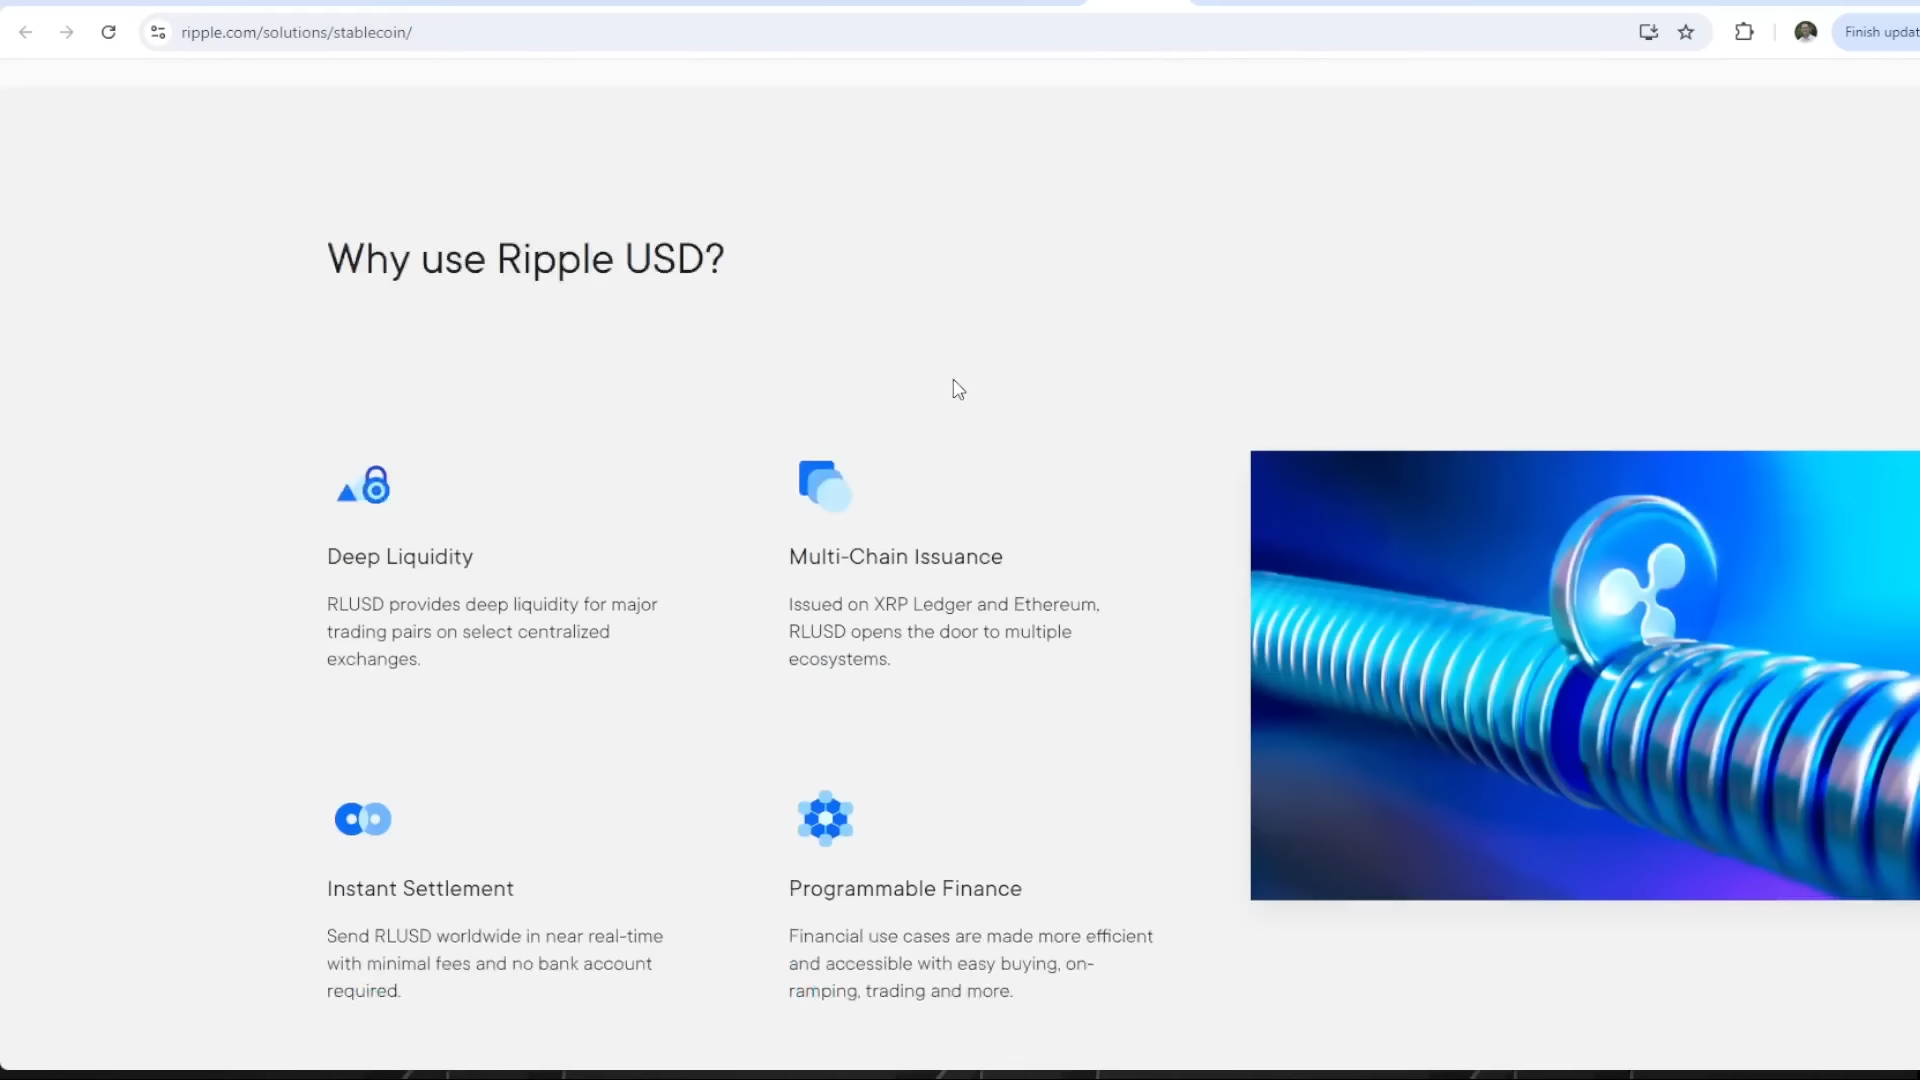 ripple.com/solutions/stablecoin/
Finish updat
Why use Ripple USD?
Deep Liquidity
RLUSD provides deep liquidity for major
trading pairs on select centralized
exchanges.
Multi-Chain Issuance
Issued on XRP Ledger and Ethereum,
RLUSD opens the door to multiple
ecosystems.
Instant Settlement
Send RLUSD worldwide in near real-time
with minimal fees and no bank account
required.
Programmable Finance
Financial use cases are made more efficient
and accessible with easy buying, on-
ramping, trading and more.